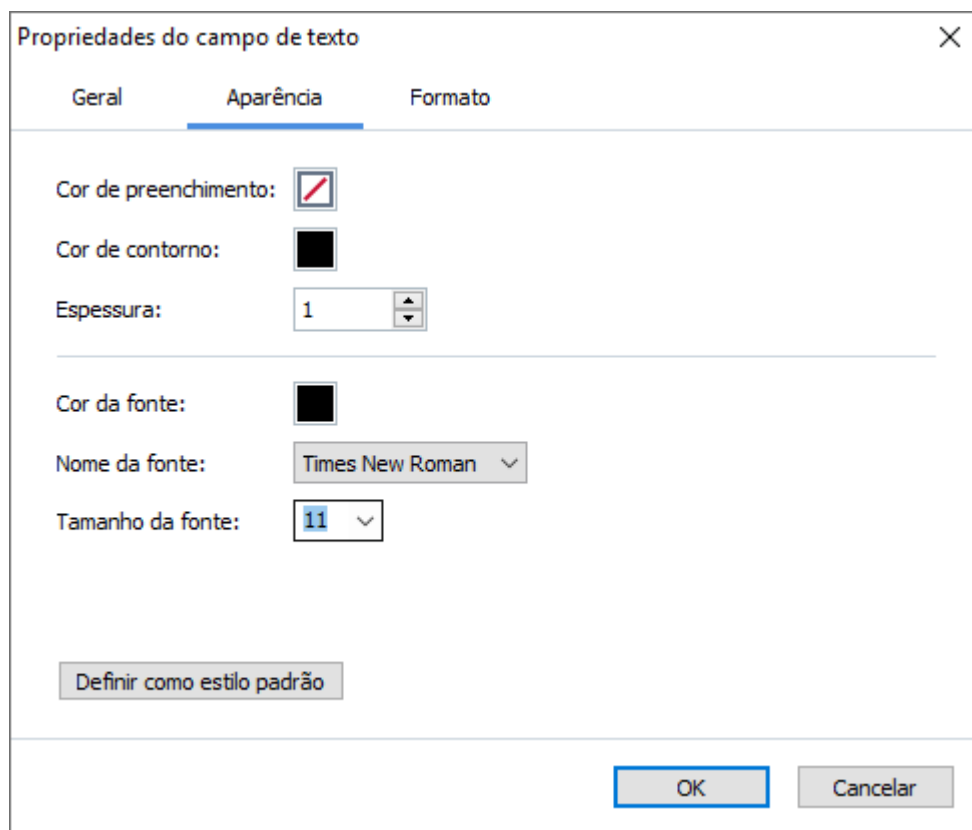 Propriedades do campo de texto
Geral Aparência Formato
Cor de preenchimento:
Cor de contorno:
Espessura: 1
Cor da fonte:
Nome da fonte: Times New Roman
Tamanho da fonte: 11
Definir como estilo padrão
OK Cancelar